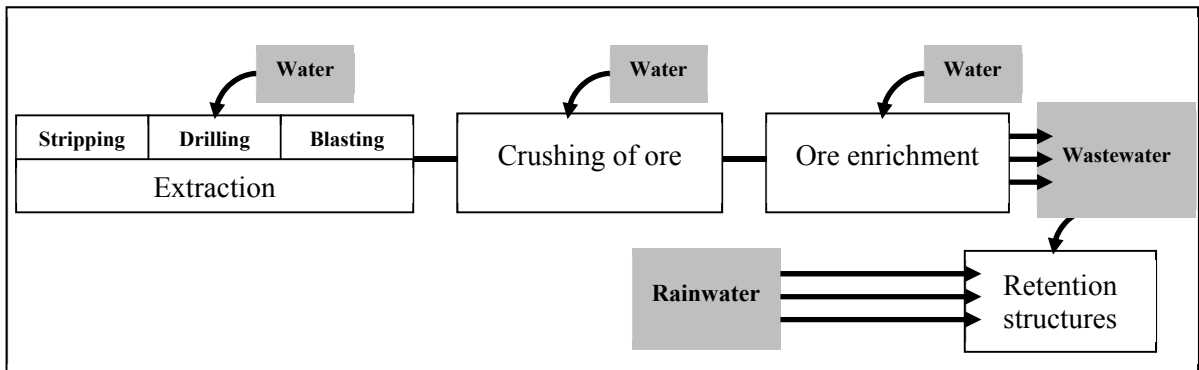 Water
Water
Water
Stripping
Drilling
Blasting
Extraction
Crushing of ore
Ore enrichment
Wastewater
Rainwater
Retention
structures